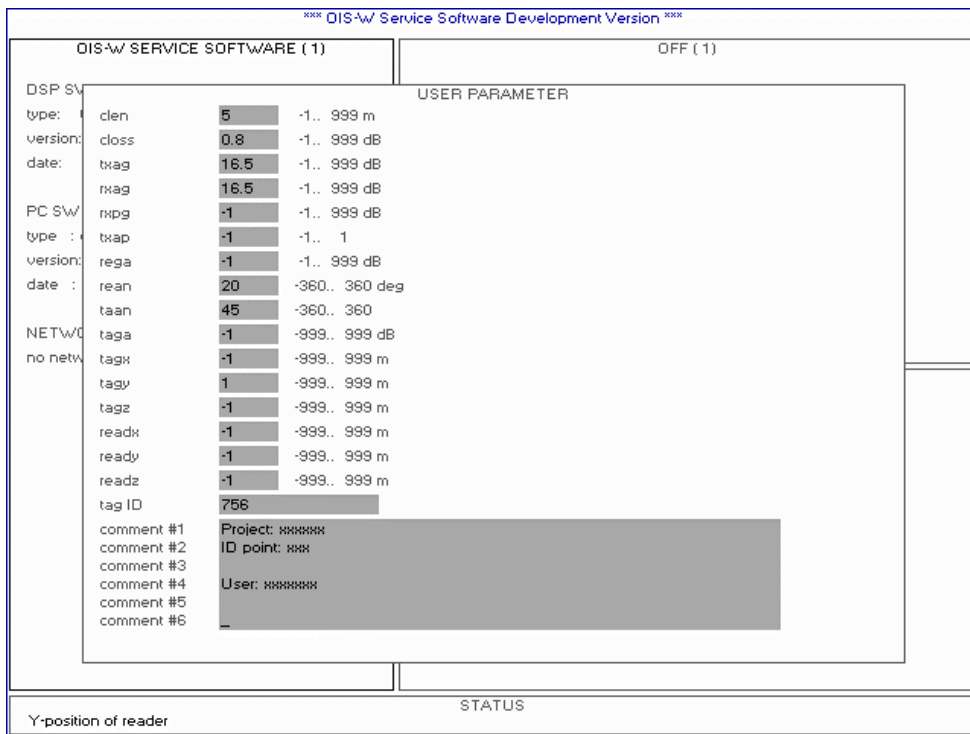 *** OIS-W Service Software Development Version ***
OIS-W SERVICE SOFTWARE ( 1 )
OFF ( 1 )
DSP SW
USER PARAMETER
type:
clen 5 -1.. 999 m
version:
closs 0.8 -1.. 999 dB
date:
txag 16.5 -1.. 999 dB
rxag 16.5 -1.. 999 dB
PC SW
rxpg -1 -1.. 999 dB
type :
txap -1 -1.. 1
version:
rega -1 -1.. 999 dB
date :
rean 20 -360.. 360 deg
taan 45 -360.. 360
NETWO
taga -1 -999.. 999 dB
no netw
tagx -1 -999.. 999 m
tagy 1 -999.. 999 m
tagz -1 -999.. 999 m
readx -1 -999.. 999 m
ready -1 -999.. 999 m
readz -1 -999.. 999 m
tag ID 756
comment #1 Project: xxxxxx
comment #2 ID point: xxx
comment #3
comment #4 User: xxxxxxx
comment #5
comment #6 _
STATUS
Y-position of reader